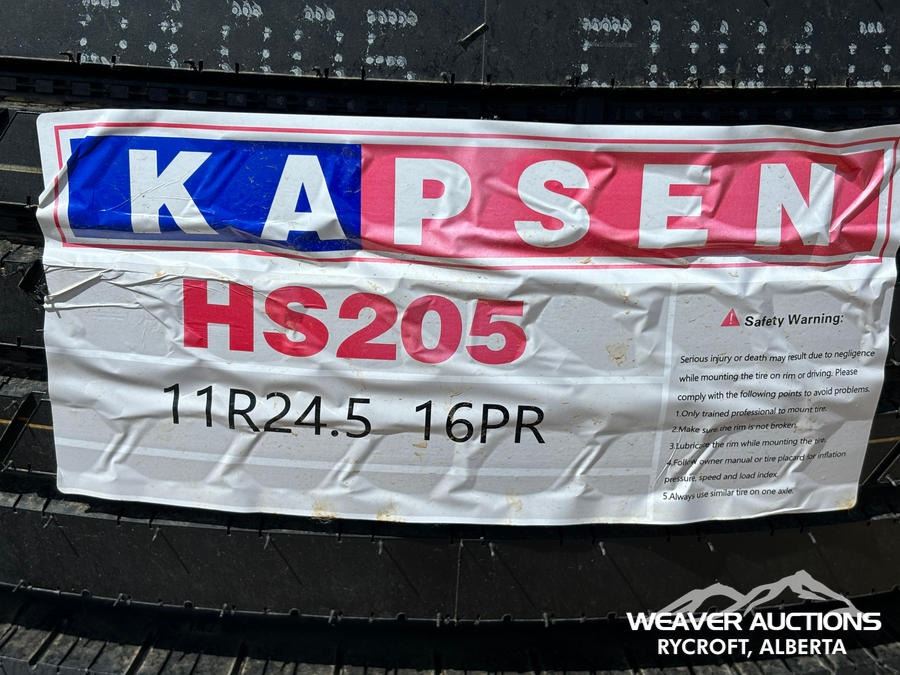 KAPSEN
HS205
11R24.5 16PR
Safety Warning:
Serious injury or death may result due to negligence
while mounting the tire on rim or driving. Please
comply with the following points to avoid problems.
1.Only trained professional to mount tire.
2.Make sure the rim is not broken.
3.Lubricate the rim while mounting the tire.
4.Follow owner manual or tire placard for inflation
pressure, speed and load index.
5.Always use similar tire on one axle.
WEAVER AUCTIONS
RYCROFT, ALBERTA